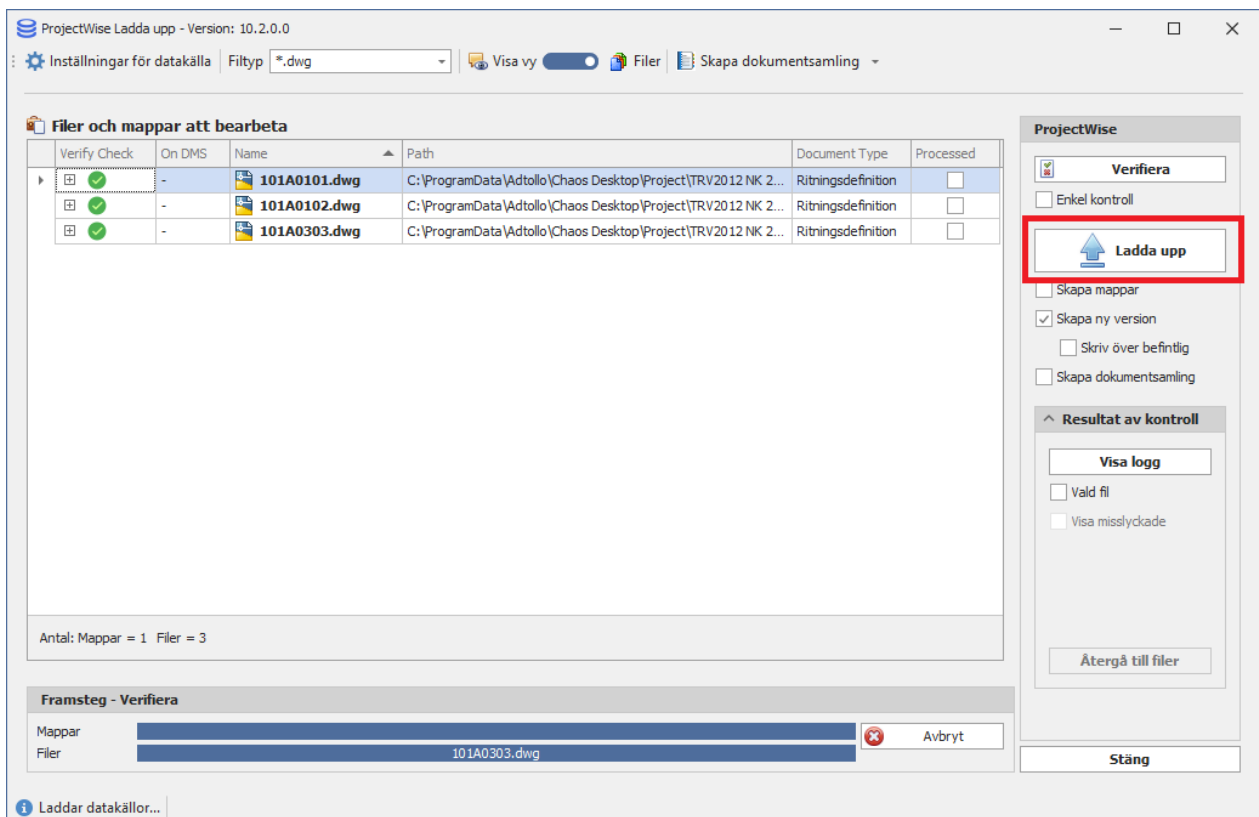 ProjectWise Ladda upp - Version: 10.2.0.0
Inställningar för datakälla Filtyp *.dwg Visa vy Filer Skapa dokumentsamling
Filer och mappar att bearbeta
Verify Check On DMS Name Path Document Type Processed
- 101A0101.dwg C:\ProgramData\Adtollo\Chaos Desktop\Project\TRV2012 NK 2... Ritningsdefinition
- 101A0102.dwg C:\ProgramData\Adtollo\Chaos Desktop\Project\TRV2012 NK 2... Ritningsdefinition
- 101A0303.dwg C:\ProgramData\Adtollo\Chaos Desktop\Project\TRV2012 NK 2... Ritningsdefinition
Antal: Mappar = 1 Filer = 3
ProjectWise
Verifiera
Enkel kontroll
Ladda upp
Skapa mappar
Skapa ny version
Skriv över befintlig
Skapa dokumentsamling
Resultat av kontroll
Visa logg
Vald fil
Visa misslyckade
Återgå till filer
Framsteg - Verifiera
Mappar
Avbryt
Filer 101A0303.dwg
Stäng
Laddar datakällor...